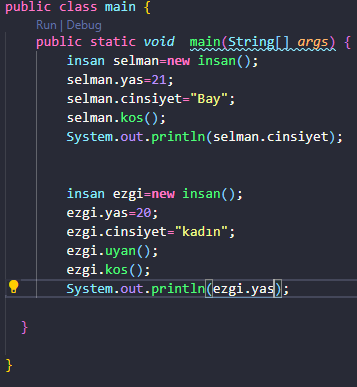 public class main {
Run | Debug
public static void  main(String[] args) {
insan selman=new insan();
selman.yas=21;
selman.cinsiyet="Bay";
selman.kos();
System.out.println(selman.cinsiyet);
insan ezgi=new insan();
ezgi.yas=20;
ezgi.cinsiyet="kadın";
ezgi.uyan();
ezgi.kos();
System.out.println(ezgi.yas);
}
}